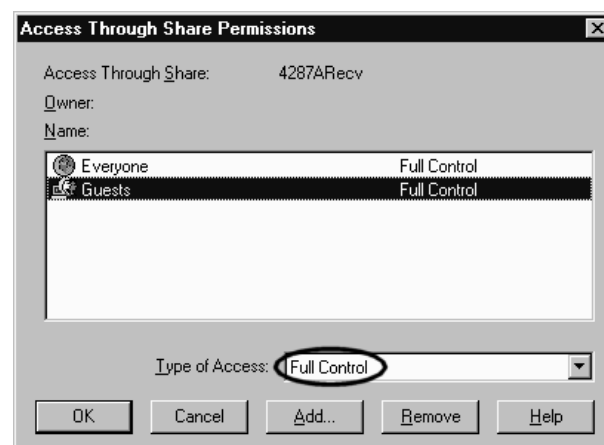 Access Through Share Permissions
Access Through Share: 4287ARecv
Owner:
Name:
Everyone Full Control
Guests Full Control
Type of Access: Full Control
OK Cancel Add... Remove Help